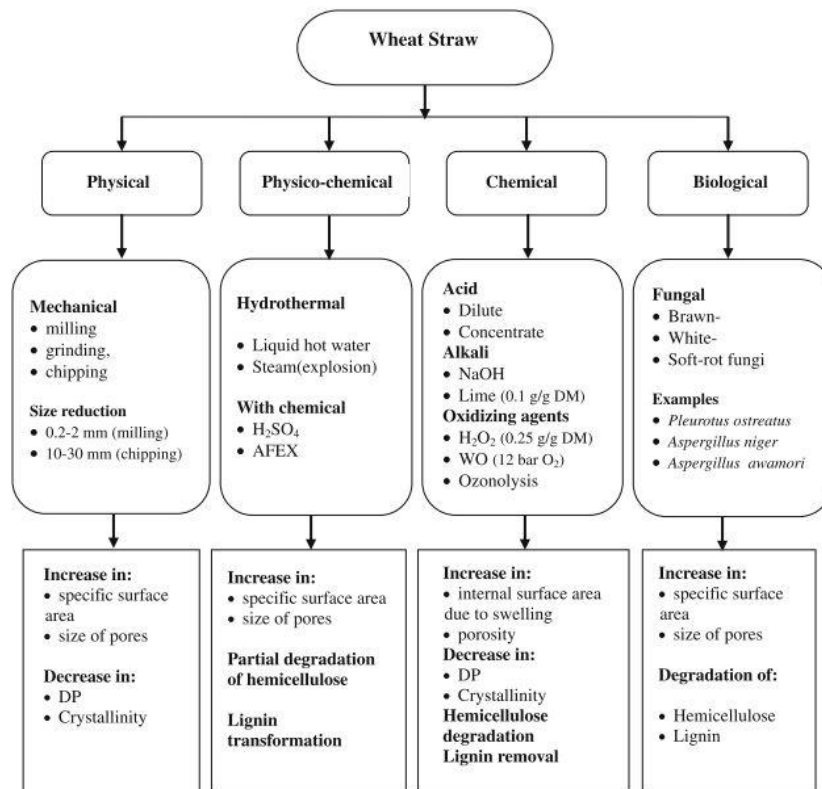 Wheat Straw
Physical
Physico-chemical
Chemical
Biological
Mechanical
• milling
• grinding,
• chipping
Size reduction
• 0.2-2 mm (milling)
• 10-30 mm (chipping)
Hydrothermal
• Liquid hot water
• Steam(explosion)
With chemical
• H₂SO₄
• AFEX
Acid
• Dilute
• Concentrate
Alkali
• NaOH
• Lime (0.1 g/g DM)
Oxidizing agents
• H₂O₂ (0.25 g/g DM)
• WO (12 bar O₂)
• Ozonolysis
Fungal
• Brawn-
• White-
• Soft-rot fungi
Examples
• Pleurotus ostreatus
• Aspergillus niger
• Aspergillus awamori
Increase in:
• specific surface
area
• size of pores
Decrease in:
• DP
• Crystallinity
Increase in:
• specific surface area
• size of pores
Partial degradation
of hemicellulose
Lignin
transformation
Increase in:
• internal surface area
due to swelling
• porosity
Decrease in:
• DP
• Crystallinity
Hemicellulose
degradation
Lignin removal
Increase in:
• specific surface
area
• size of pores
Degradation of:
• Hemicellulose
• Lignin